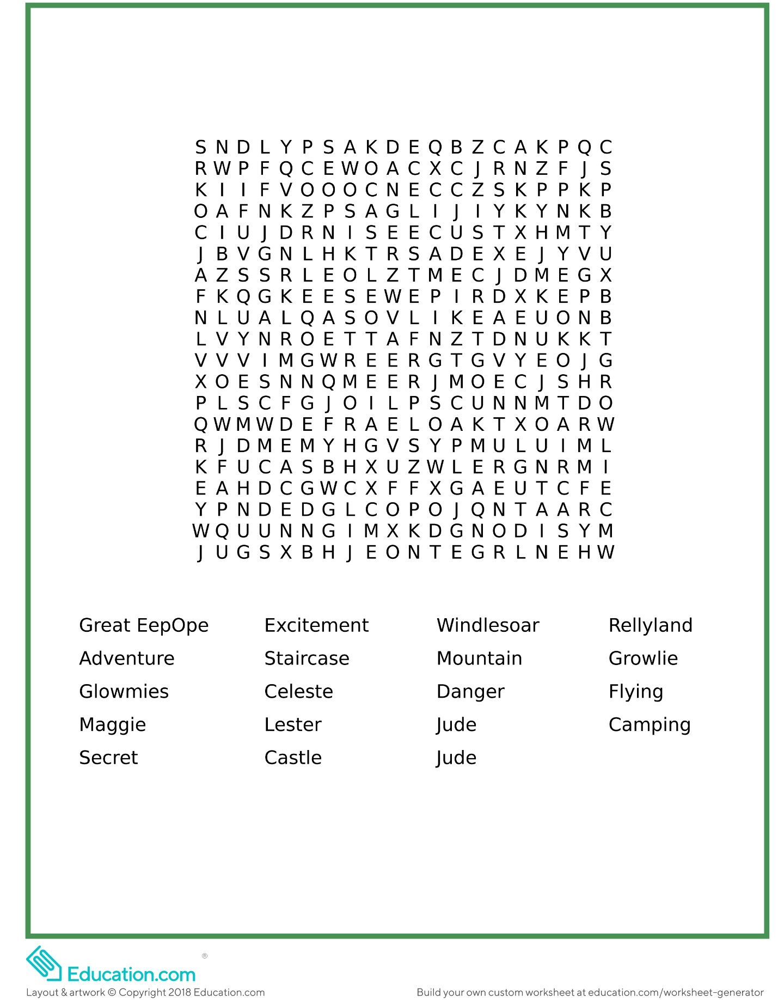 S N D L Y P S A K D E Q B Z C A K P Q C
R W P F Q C E W O A C X C J R N Z F J S
K I I F V O O O C N E C C Z S K P P K P
O A F N K Z P S A G L I J I Y K Y N K B
C I U J D R N I S E E C U S T X H M T Y
J B V G N L H K T R S A D E X E J Y V U
A Z S S R L E O L Z T M E C J D M E G X
F K Q G K E E S E W E P I R D X K E P B
N L U A L Q A S O V L I K E A E U O N B
L V Y N R O E T T A F N Z T D N U K K T
V V V I M G W R E E R G T G V Y E O J G
X O E S N N Q M E E R J M O E C J S H R
P L S C F G J O I L P S C U N N M T D O
Q W M W D E F R A E L O A K T X O A R W
R J D M E M Y H G V S Y P M U L U I M L
K F U C A S B H X U Z W L E R G N R M I
E A H D C G W C X F F X G A E U T C F E
Y P N D E D G L C O P O J Q N T A A R C
W Q U U N N G I M X K D G N O D I S Y M
J U G S X B H J E O N T E G R L N E H W
Great EepOpe Excitement Windlesoar Rellyland
Adventure Staircase Mountain Growlie
Glowmies Celeste Danger Flying
Maggie Lester Jude Camping
Secret Castle Jude
Education.com ®
Layout & artwork © Copyright 2018 Education.com Build your own custom worksheet at education.com/worksheet-generator